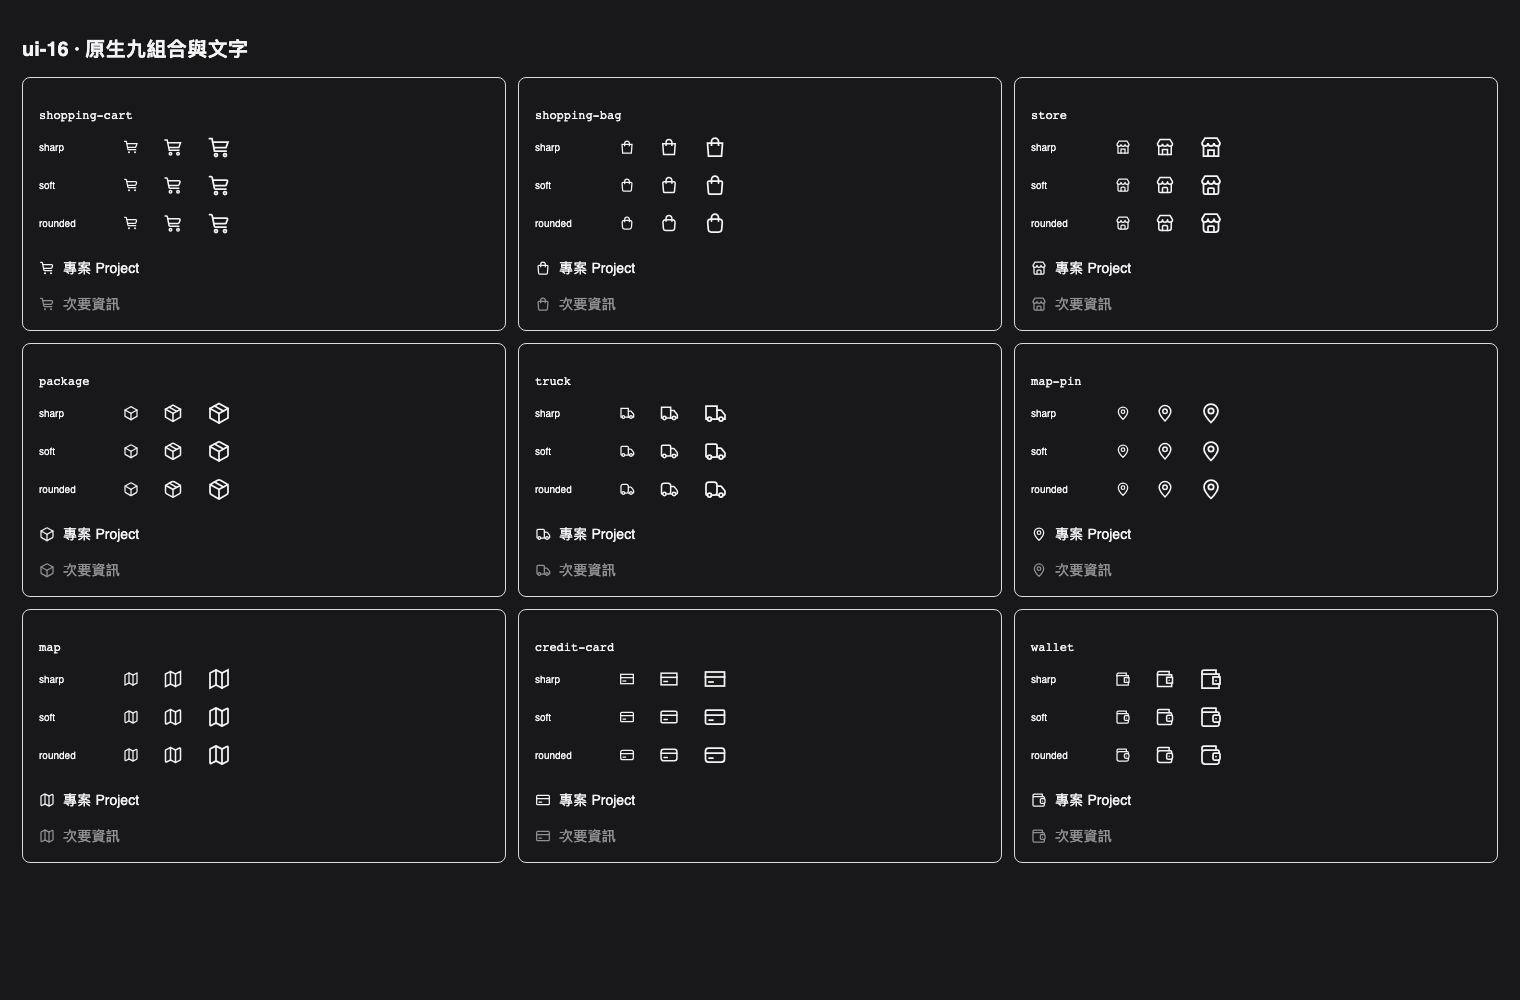 ui-16 · 原生九組合與文字
shopping-cart
sharp
soft
rounded
專案 Project
次要資訊
shopping-bag
sharp
soft
rounded
專案 Project
次要資訊
store
sharp
soft
rounded
專案 Project
次要資訊
package
sharp
soft
rounded
專案 Project
次要資訊
truck
sharp
soft
rounded
專案 Project
次要資訊
map-pin
sharp
soft
rounded
專案 Project
次要資訊
map
sharp
soft
rounded
專案 Project
次要資訊
credit-card
sharp
soft
rounded
專案 Project
次要資訊
wallet
sharp
soft
rounded
專案 Project
次要資訊